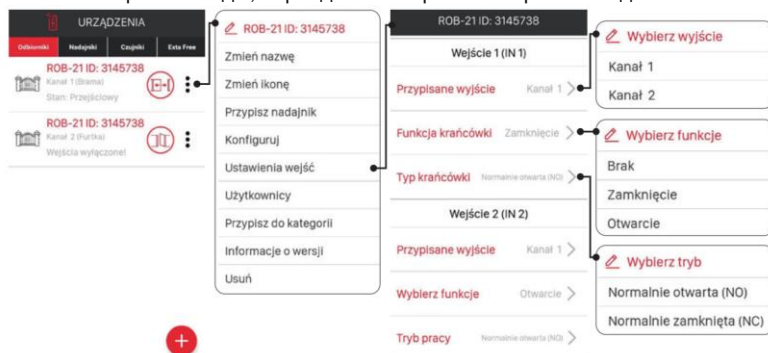 URZĄDZENIA
Odbiorniki
Nadajniki
Czujniki
Exta Free
ROB-21 ID: 3145738
Kanał 1 (Brama)
Stan: Przejściowy
ROB-21 ID: 3145738
Kanał 2 (Furtka)
Wejścia wyłączone!
ROB-21 ID: 3145738
Zmień nazwę
Zmień ikonę
Przypisz nadajnik
Konfiguruj
Ustawienia wejść
Użytkownicy
Przypisz do kategorii
Informacje o wersji
Usuń
ROB-21 ID: 3145738
Wejście 1 (IN 1)
Przypisane wyjście Kanał 1
Funkcja krańcówki Zamknięcie
Typ krańcówki Normalnie otwarta (NO)
Wejście 2 (IN 2)
Przypisane wyjście Kanał 1
Wybierz funkcje Otwarcie
Tryb pracy Normalnie otwarta (NO)
Wybierz wyjście
Kanał 1
Kanał 2
Wybierz funkcje
Brak
Zamknięcie
Otwarcie
Wybierz tryb
Normalnie otwarta (NO)
Normalnie zamknięta (NC)